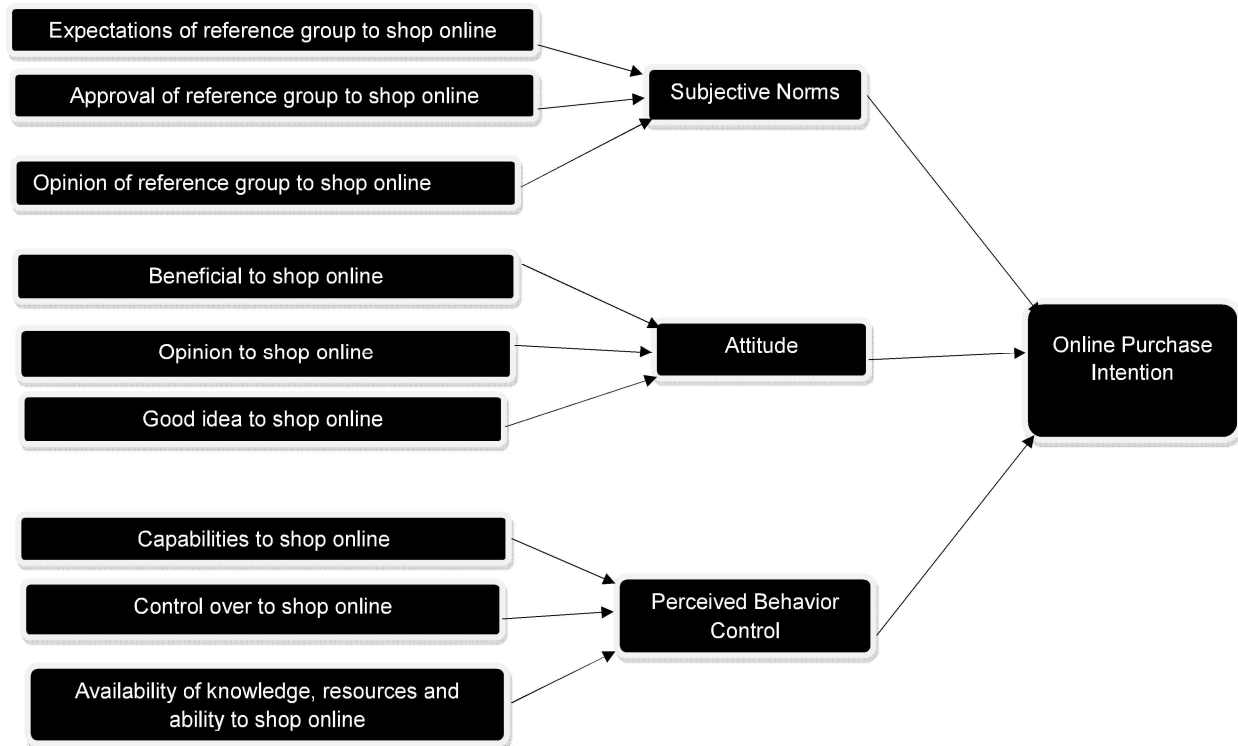 Expectations of reference group to shop online
Approval of reference group to shop online
Subjective Norms
Opinion of reference group to shop online
Beneficial to shop online
Opinion to shop online
Attitude
Good idea to shop online
Online Purchase
Intention
Capabilities to shop online
Control over to shop online
Perceived Behavior
Control
Availability of knowledge, resources and
ability to shop online